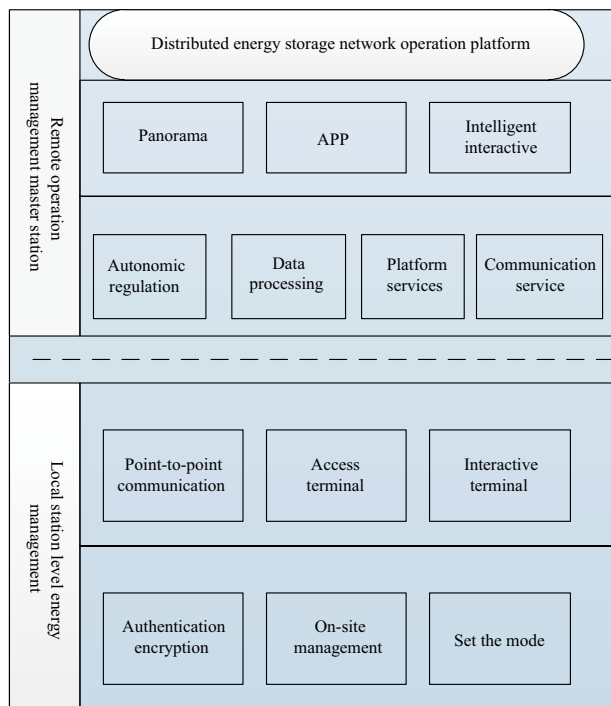 Distributed energy storage network operation platform
Remote operation
management master station
Panorama
APP
Intelligent
interactive
Autonomic
regulation
Data
processing
Platform
services
Communication
service
Local station level energy
management
Point-to-point
communication
Access
terminal
Interactive
terminal
Authentication
encryption
On-site
management
Set the mode